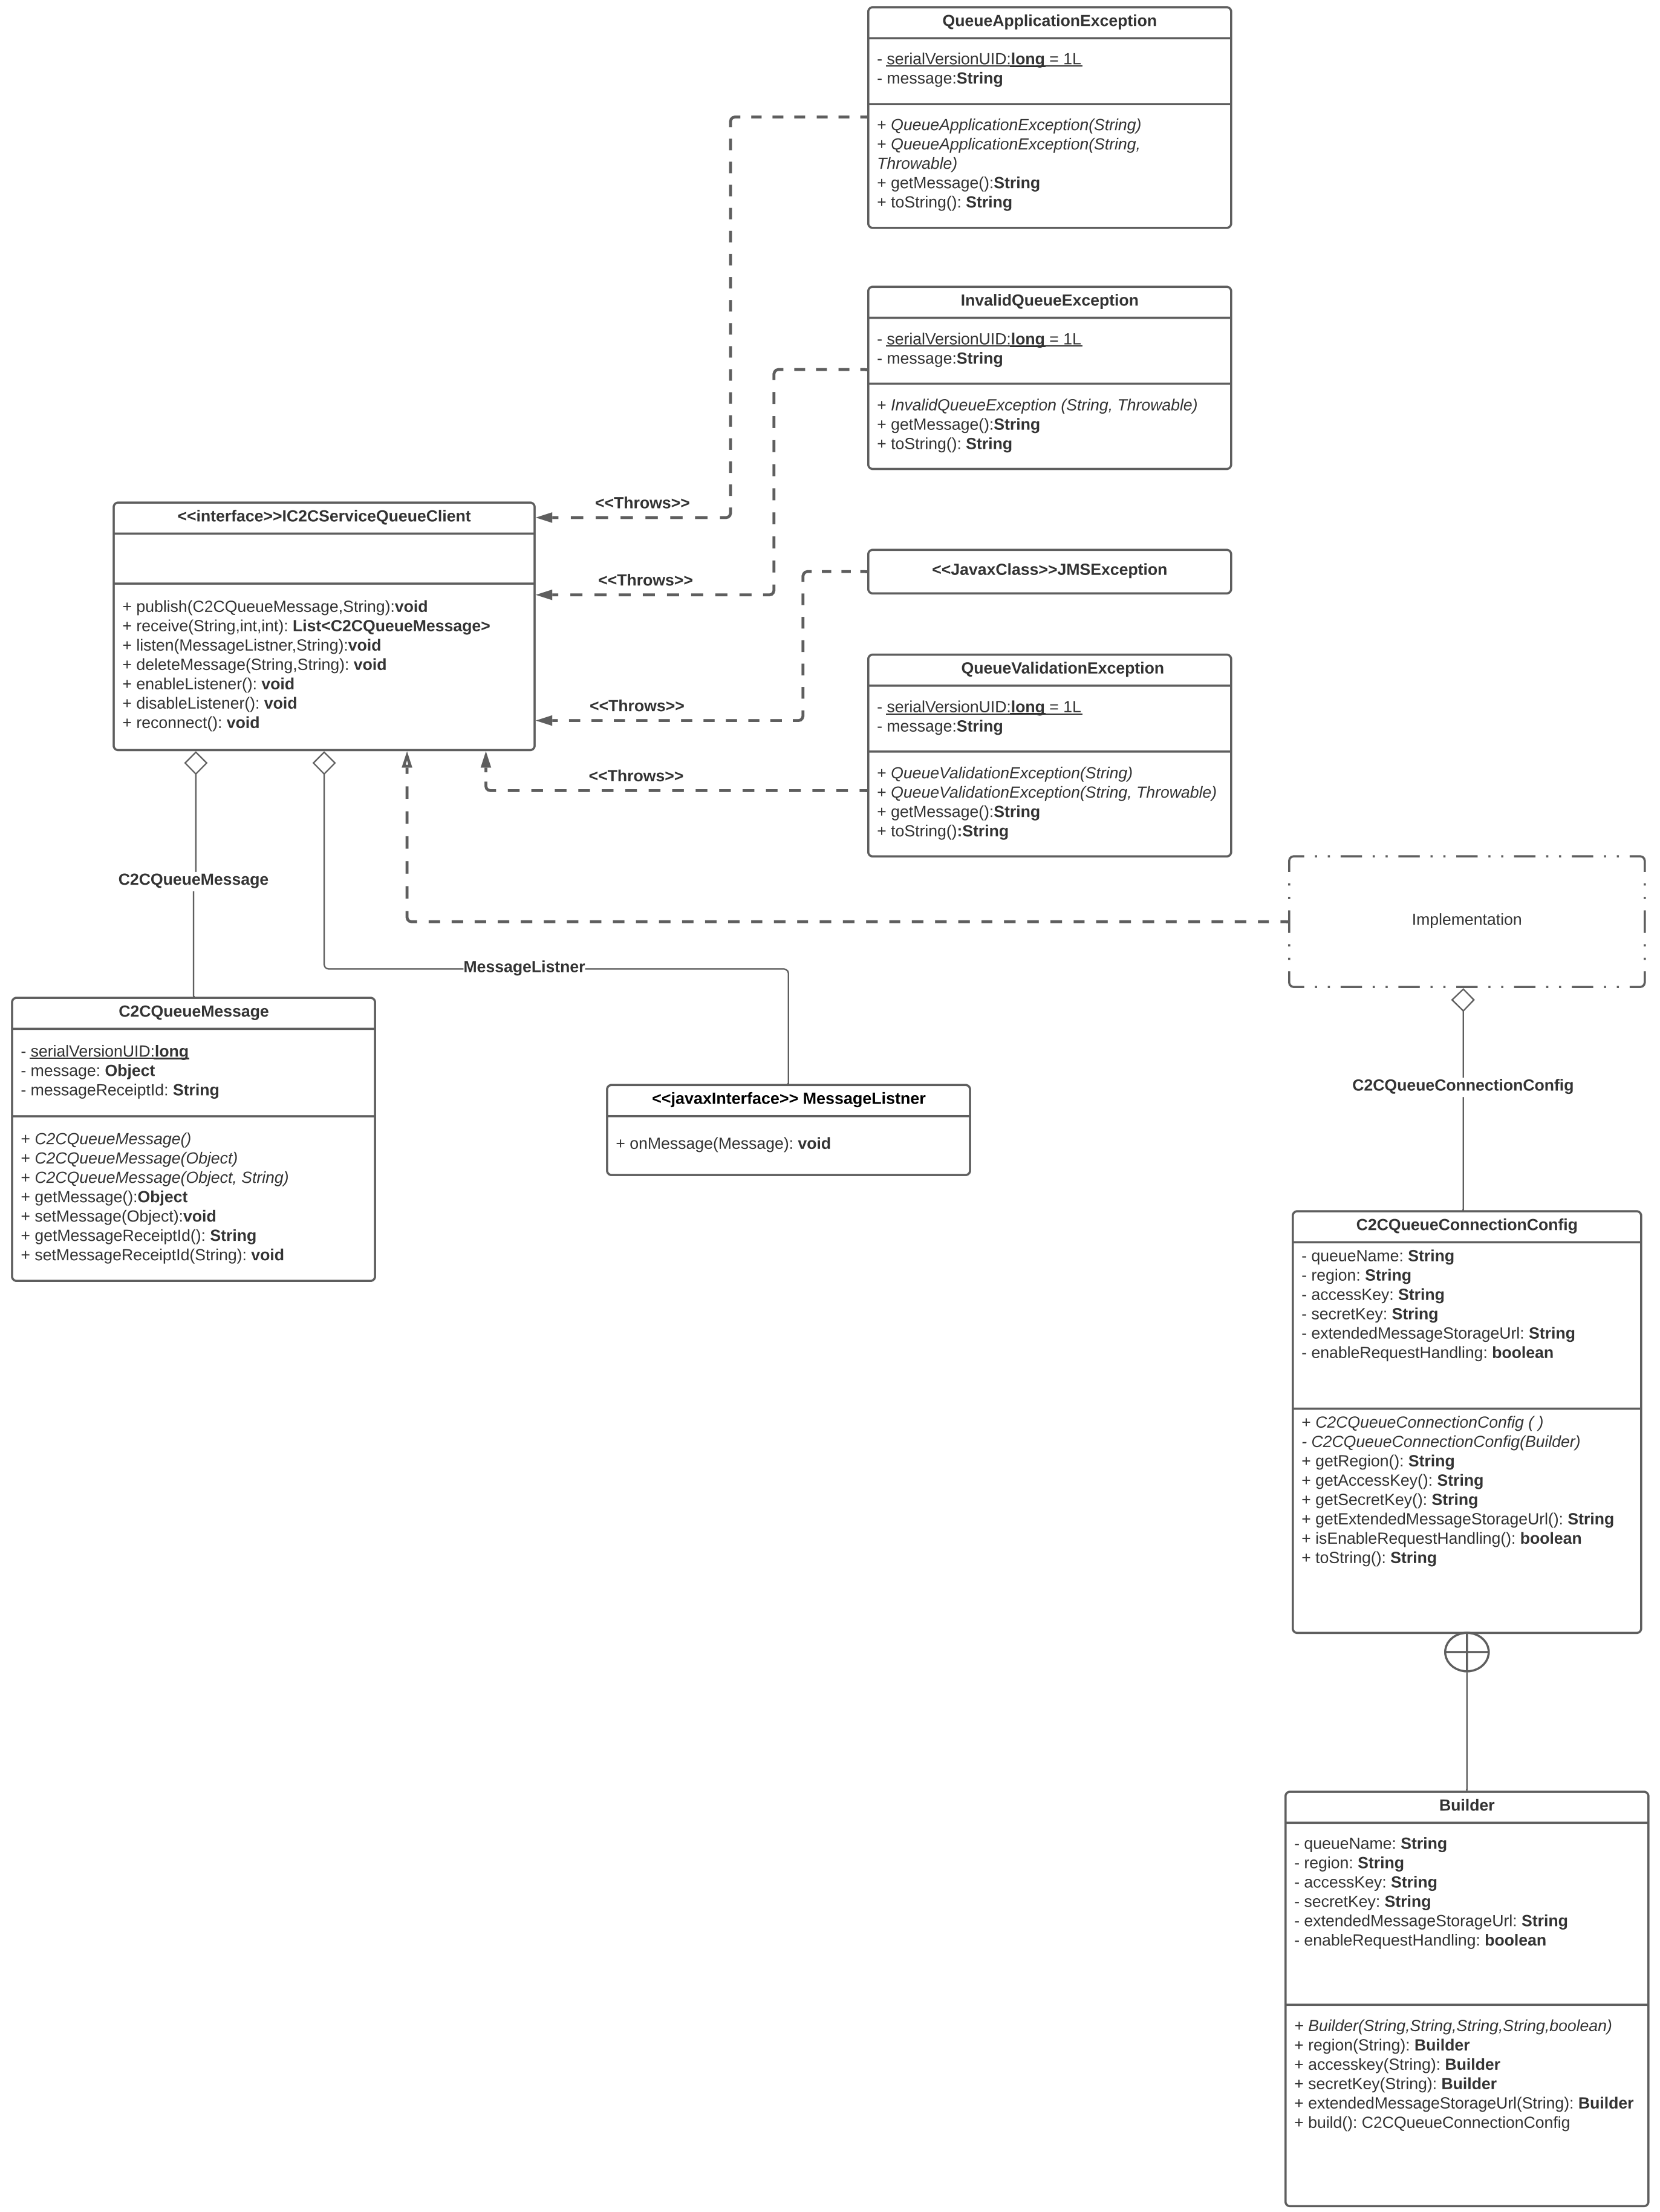 QueueApplicationException
- serialVersionUID:long = 1L
- message:String
+ QueueApplicationException(String)
+ QueueApplicationException(String,
Throwable)
+ getMessage():String
+ toString(): String
InvalidQueueException
- serialVersionUID:long = 1L
- message:String
+ InvalidQueueException (String, Throwable)
+ getMessage():String
+ toString(): String
<<Throws>>
<<interface>>IC2CServiceQueueClient
+ publish(C2CQueueMessage,String):void
+ receive(String,int,int): List<C2CQueueMessage>
+ listen(MessageListner,String):void
+ deleteMessage(String,String): void
+ enableListener(): void
+ disableListener(): void
+ reconnect(): void
<<Throws>>
<<JavaxClass>>JMSException
<<Throws>>
QueueValidationException
- serialVersionUID:long = 1L
- message:String
+ QueueValidationException(String)
+ QueueValidationException(String, Throwable)
+ getMessage():String
+ toString():String
<<Throws>>
C2CQueueMessage
Implementation
MessageListner
C2CQueueMessage
- serialVersionUID:long
- message: Object
- messageReceiptId: String
+ C2CQueueMessage()
+ C2CQueueMessage(Object)
+ C2CQueueMessage(Object, String)
+ getMessage():Object
+ setMessage(Object):void
+ getMessageReceiptId(): String
+ setMessageReceiptId(String): void
<<javaxInterface>> MessageListner
+ onMessage(Message): void
C2CQueueConnectionConfig
C2CQueueConnectionConfig
- queueName: String
- region: String
- accessKey: String
- secretKey: String
- extendedMessageStorageUrl: String
- enableRequestHandling: boolean
+ C2CQueueConnectionConfig ( )
- C2CQueueConnectionConfig(Builder)
+ getRegion(): String
+ getAccessKey(): String
+ getSecretKey(): String
+ getExtendedMessageStorageUrl(): String
+ isEnableRequestHandling(): boolean
+ toString(): String
Builder
- queueName: String
- region: String
- accessKey: String
- secretKey: String
- extendedMessageStorageUrl: String
- enableRequestHandling: boolean
+ Builder(String,String,String,String,boolean)
+ region(String): Builder
+ accesskey(String): Builder
+ secretKey(String): Builder
+ extendedMessageStorageUrl(String): Builder
+ build(): C2CQueueConnectionConfig